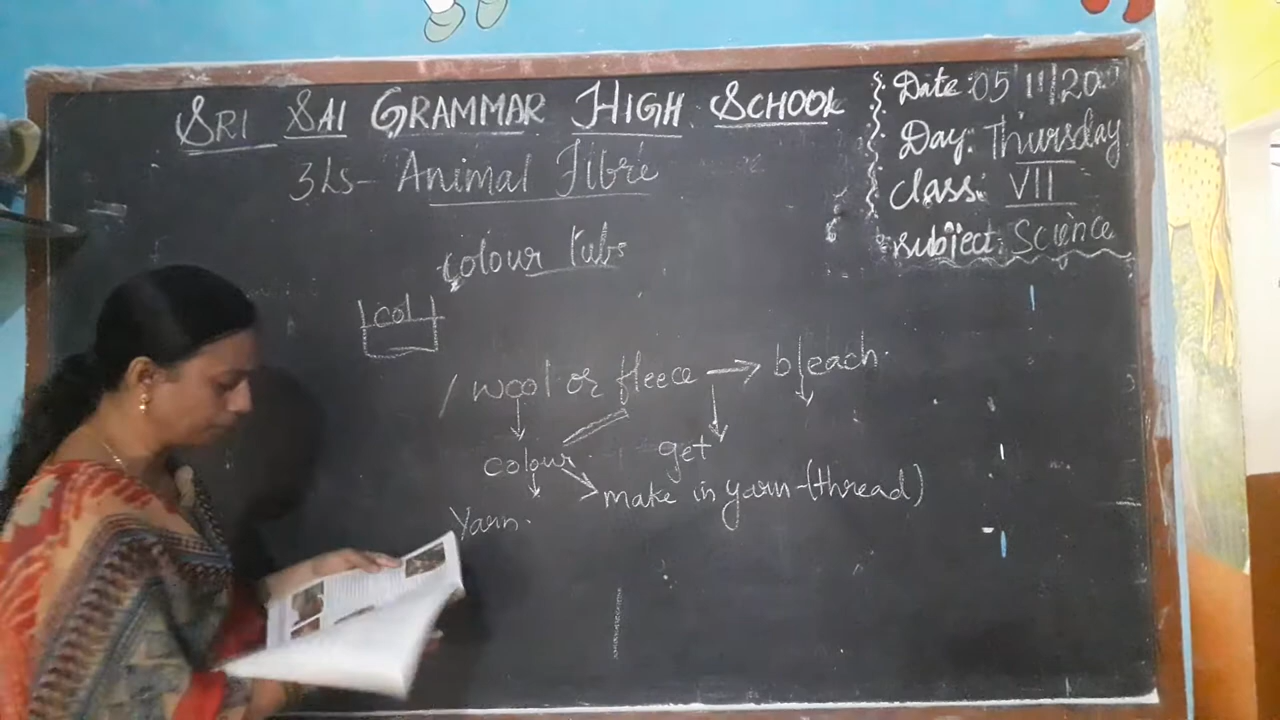 SRI SAI GRAMMAR HIGH SCHOOL
3Ls- Animal Fibre
Date: 05/11/20
Day: Thursday
Class: VII
Subject: Science
colour tubs
col
/ wool or fleece → bleach.
colour
get
make in yarn-(thread)
Yarn.